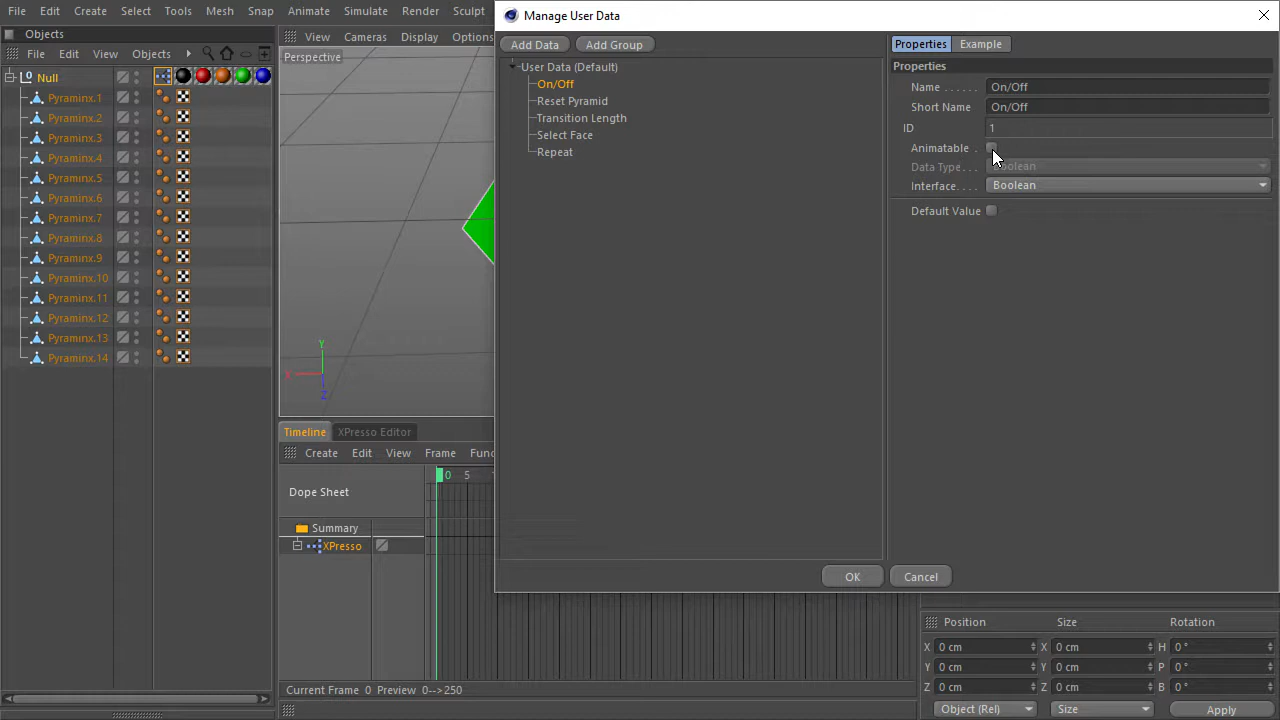 File Edit Create Select Tools Mesh Snap Animate Simulate Render Sculpt
Objects
File Edit View Objects
Null
Pyraminx.1
Pyraminx.2
Pyraminx.3
Pyraminx.4
Pyraminx.5
Pyraminx.6
Pyraminx.7
Pyraminx.8
Pyraminx.9
Pyraminx.10
Pyraminx.11
Pyraminx.12
Pyraminx.13
Pyraminx.14
View Cameras Display Options
Perspective
Y
X
Z
Timeline XPresso Editor
Create Edit View Frame Func
0 5
Dope Sheet
Summary
XPresso
Current Frame 0 Preview 0-->250
Manage User Data
Add Data Add Group
User Data (Default)
On/Off
Reset Pyramid
Transition Length
Select Face
Repeat
Properties Example
Properties
Name . . . . . . On/Off
Short Name On/Off
ID 1
Animatable .
Data Type . . . Boolean
Interface. . . . Boolean
Default Value
OK Cancel
Position Size Rotation
X 0 cm X 0 cm H 0 °
Y 0 cm Y 0 cm P 0 °
Z 0 cm Z 0 cm B 0 °
Object (Rel) Size Apply